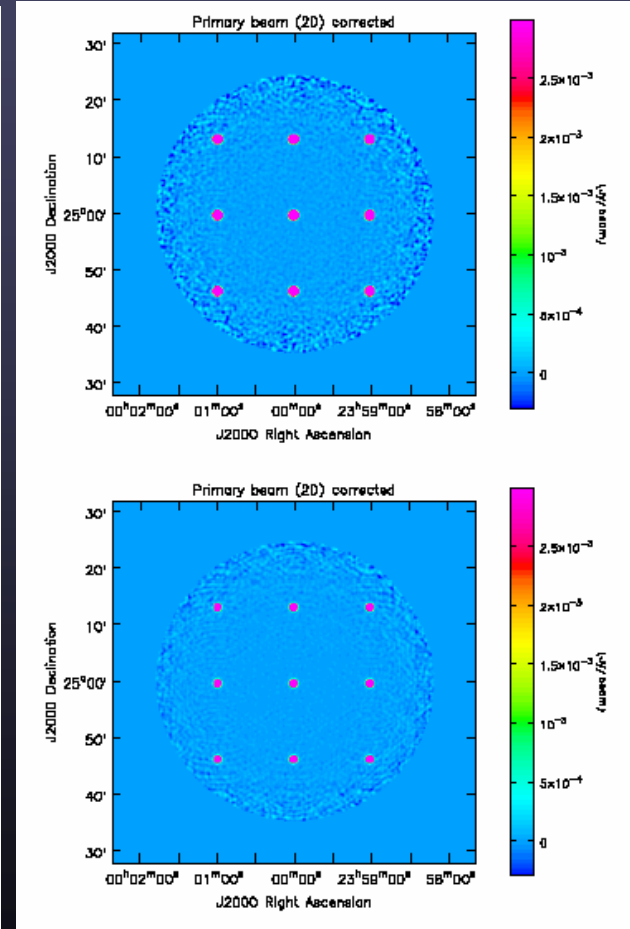 Primary beam (2D) corrected
30'
20'
10'
25°00'
50'
40'
30'
J2000 Declination
00ʰ02ᵐ00ˢ 01ᵐ00ˢ 00ᵐ00ˢ 23ʰ59ᵐ00ˢ 58ᵐ00ˢ
J2000 Right Ascension
2.5×10⁻³
2×10⁻³
1.5×10⁻³
10⁻³
5×10⁻⁴
0
(Jy/beam)
Primary beam (2D) corrected
30'
20'
10'
25°00'
50'
40'
30'
J2000 Declination
00ʰ02ᵐ00ˢ 01ᵐ00ˢ 00ᵐ00ˢ 23ʰ59ᵐ00ˢ 58ᵐ00ˢ
J2000 Right Ascension
2.5×10⁻³
2×10⁻³
1.5×10⁻³
10⁻³
5×10⁻⁴
0
(Jy/beam)